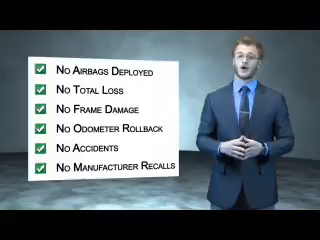 No Airbags Deployed
No Total Loss
No Frame Damage
No Odometer Rollback
No Accidents
No Manufacturer Recalls